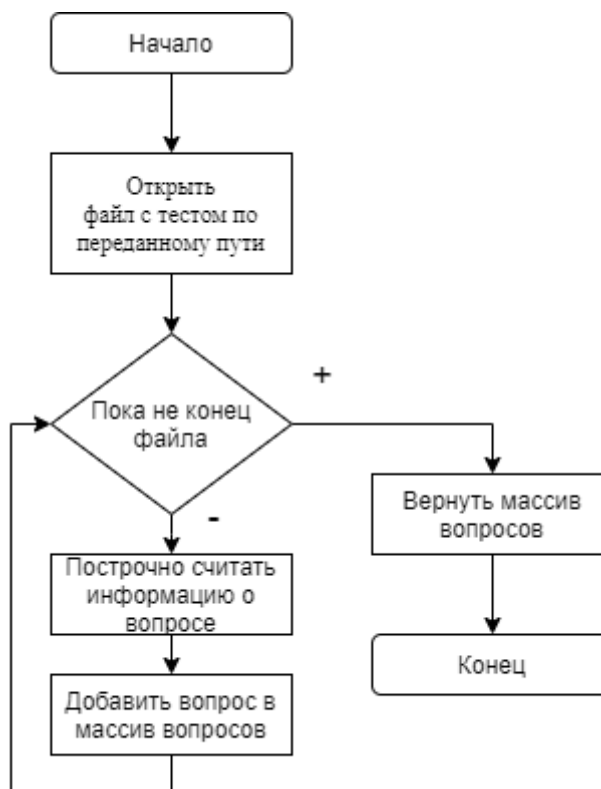 Начало
Открыть
файл с тестом по
переданному пути
+
Пока не конец
файла
-
Вернуть массив
вопросов
Построчно считать
информацию о
вопросе
Конец
Добавить вопрос в
массив вопросов